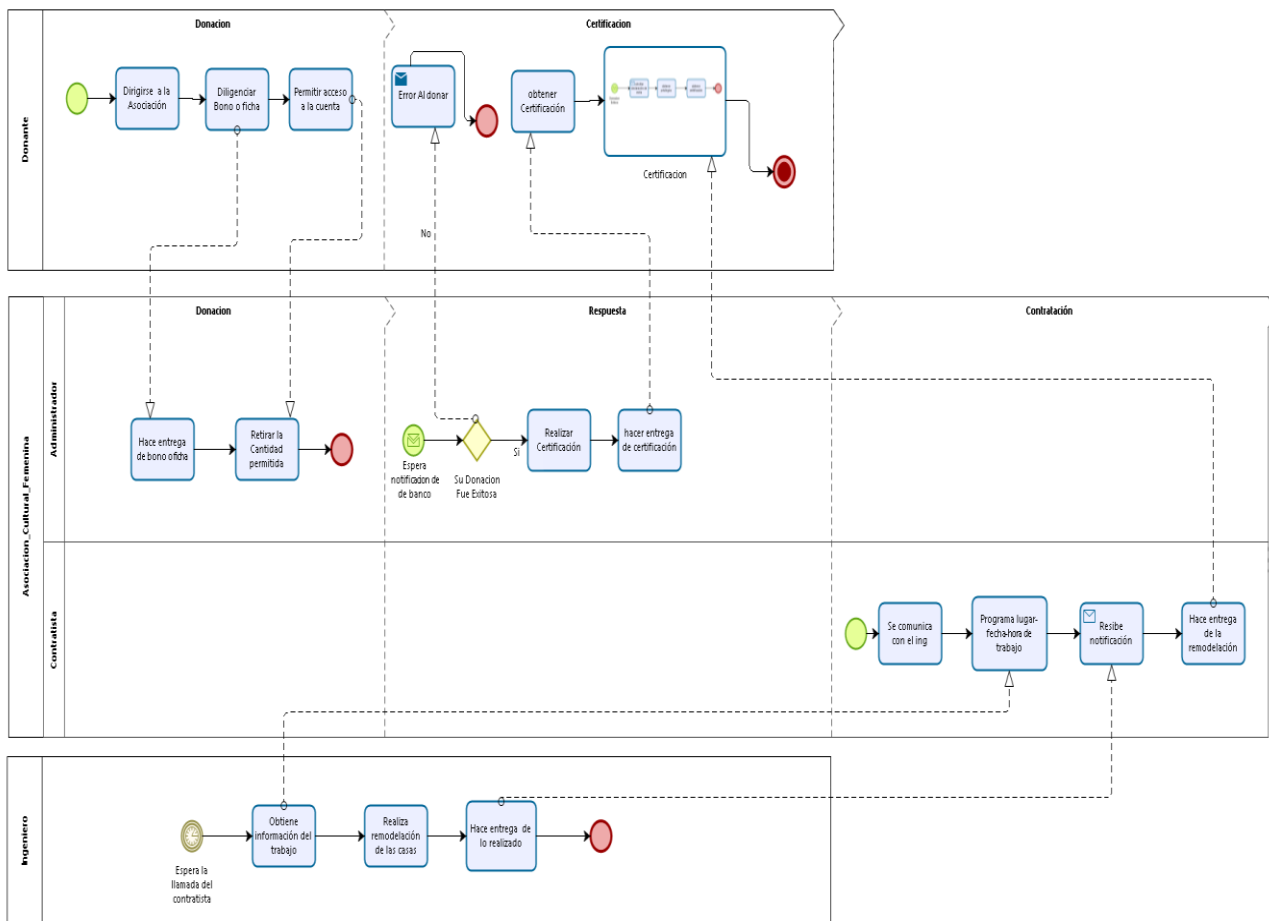 Donacion
Certificacion
Donante
Dirigirse a la
Asociación
Diligenciar
Bono o ficha
Permitir acceso
a la cuenta
Error Al donar
obtener
Certificación
Certificacion
No
Asociacion_Cultural_Femenina
Donacion
Respuesta
Contratación
Administrador
Hace entrega
de bono oficha
Retirar la
Cantidad
permitida
Espera
notificacion de
de banco
Su Donacion
Fue Exitosa
Si
Realizar
Certificación
hacer entrega
de certificación
Contratista
Se comunica
con el ing
Programa lugar-
fecha-hora de
trabajo
Resibe
notificación
Hace entrega
de la
remodelación
Ingeniero
Espera la
llamada del
contratista
Obtiene
información del
trabajo
Realiza
remodelación
de las casas
Hace entrega de
lo realizado